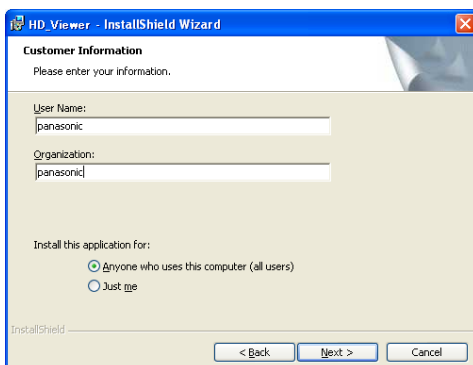 HD_Viewer - InstallShield Wizard
Customer Information
Please enter your information.
User Name:
panasonic
Organization:
panasonic
Install this application for:
Anyone who uses this computer (all users)
Just me
InstallShield
< Back Next > Cancel